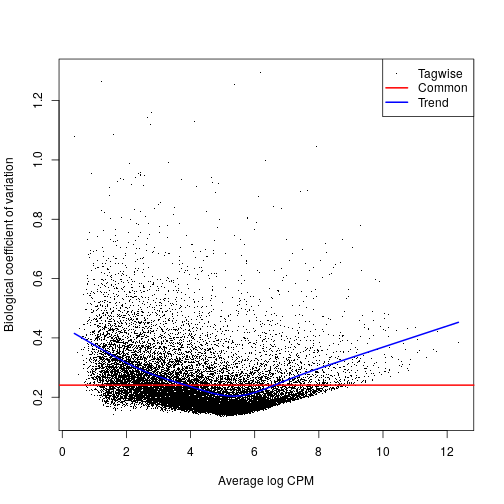 Tagwise
Common
Trend
Biological coefficient of variation
1.2
1.0
0.8
0.6
0.4
0.2
0 2 4 6 8 10 12
Average log CPM